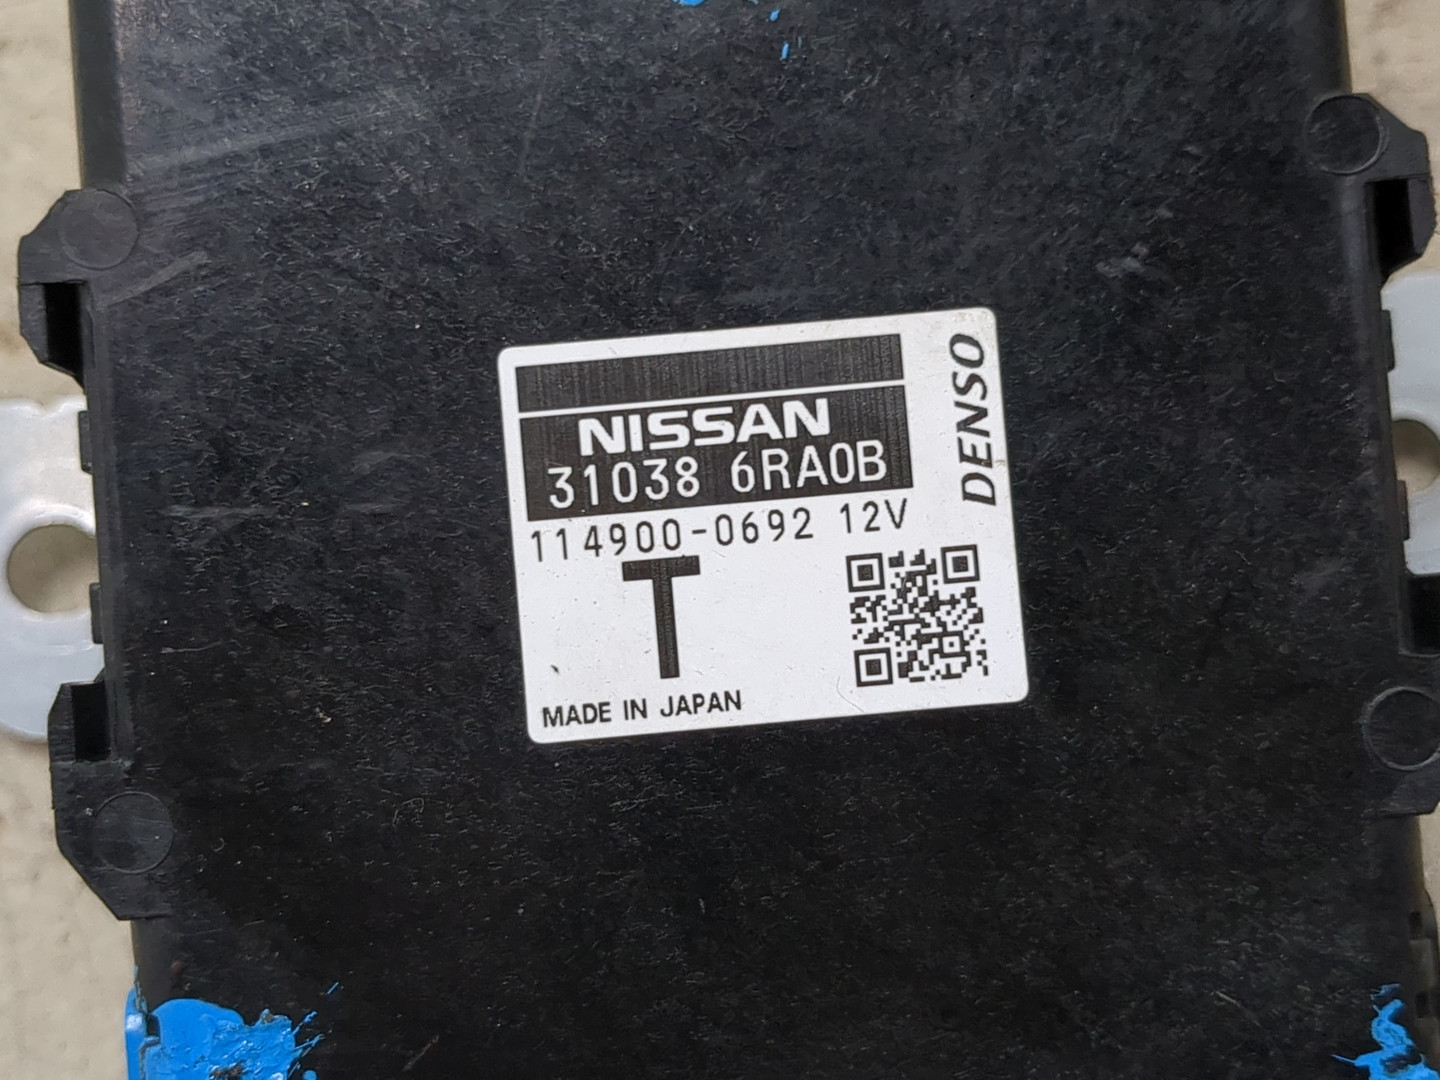 NISSAN
31038 6RA0B
114900-0692 12V
T
MADE IN JAPAN
DENSO